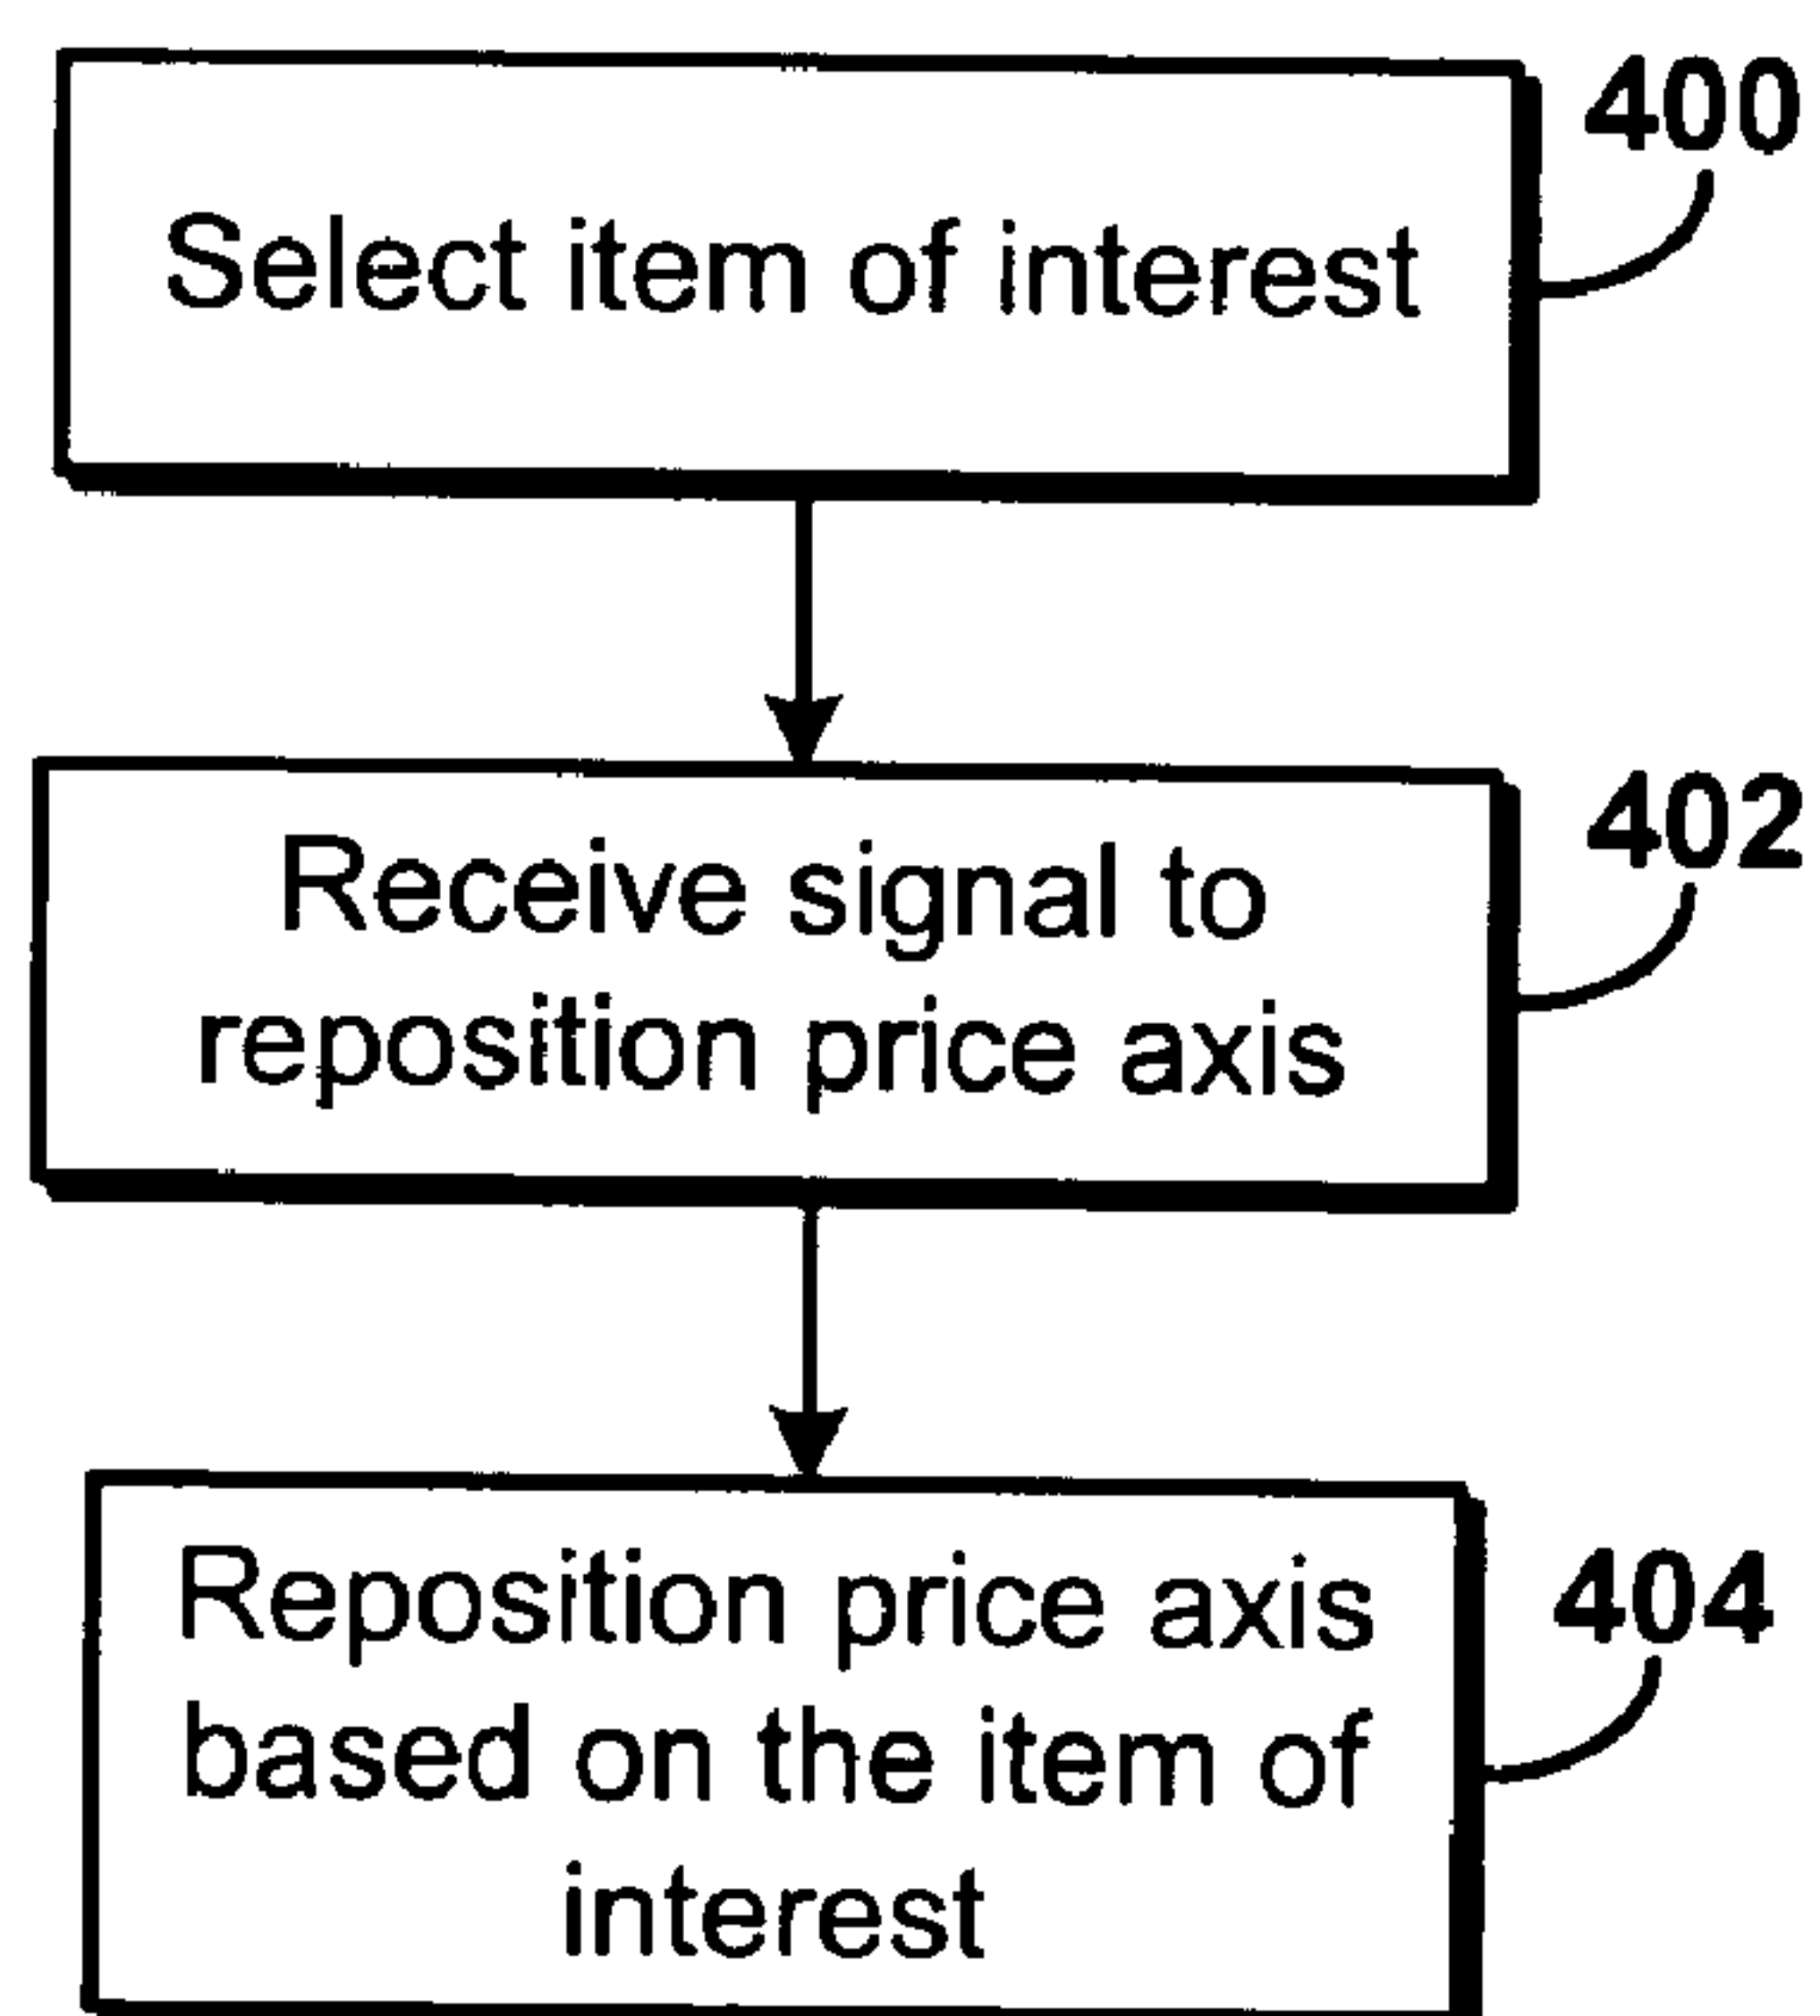 400
Select item of interest
402
Receive signal to
reposition price axis
404
Reposition price axis
based on the item of
interest